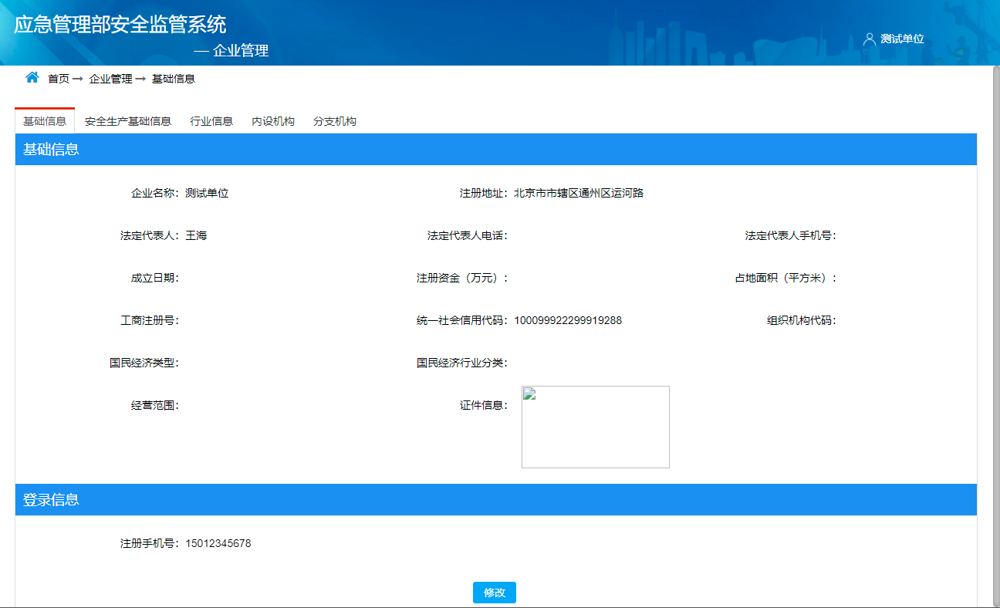 应急管理部安全监管系统
— 企业管理
测试单位
首页 → 企业管理 → 基础信息
基础信息 安全生产基础信息 行业信息 内设机构 分支机构
基础信息
企业名称: 测试单位 注册地址: 北京市市辖区通州区运河路
法定代表人: 王海 法定代表人电话: 法定代表人手机号:
成立日期: 注册资金（万元）: 占地面积（平方米）:
工商注册号: 统一社会信用代码: 100099922299919288 组织机构代码:
国民经济类型: 国民经济行业分类:
经营范围: 证件信息:
登录信息
注册手机号: 15012345678
修改